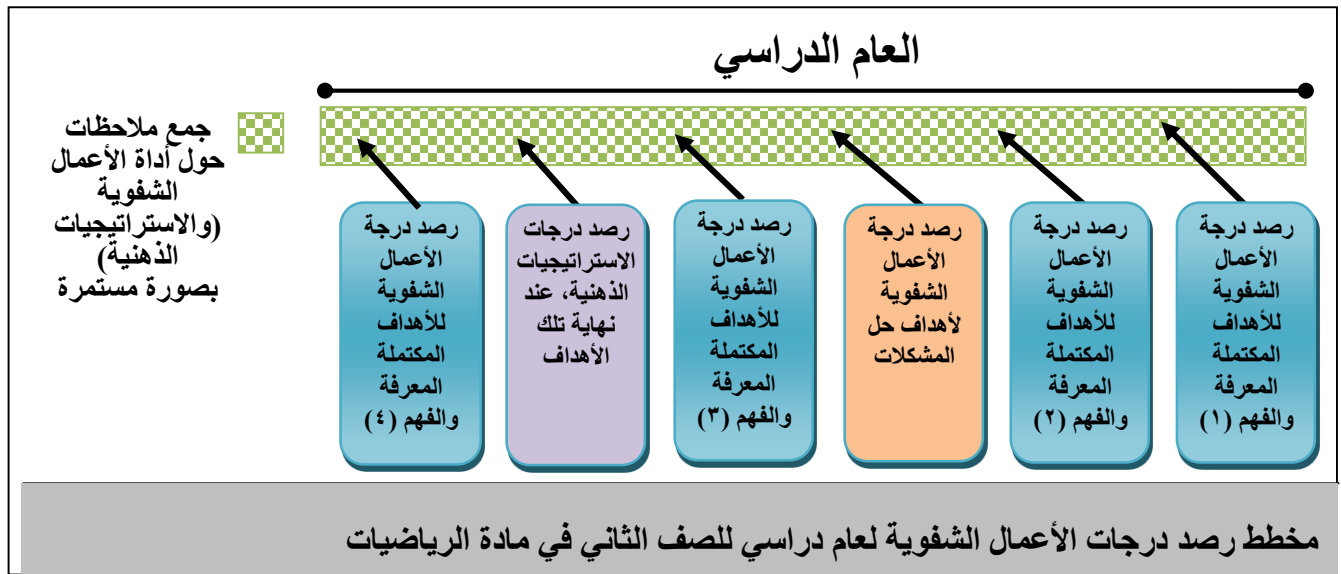 العام الدراسي
جمع ملاحظات
حول أداة الأعمال
الشفوية
(والاستراتيجيات
الذهنية)
بصورة مستمرة
رصد درجة
الأعمال
الشفوية
للأهداف
المكتملة
المعرفة
والفهم (١)
رصد درجة
الأعمال
الشفوية
للأهداف
المكتملة
المعرفة
والفهم (٢)
رصد درجة
الأعمال
الشفوية
لأهداف حل
المشكلات
رصد درجة
الأعمال
الشفوية
للأهداف
المكتملة
المعرفة
والفهم (٣)
رصد درجات
الاستراتيجيات
الذهنية، عند
نهاية تلك
الأهداف
رصد درجة
الأعمال
الشفوية
للأهداف
المكتملة
المعرفة
والفهم (٤)
مخطط رصد درجات الأعمال الشفوية لعام دراسي للصف الثاني في مادة الرياضيات